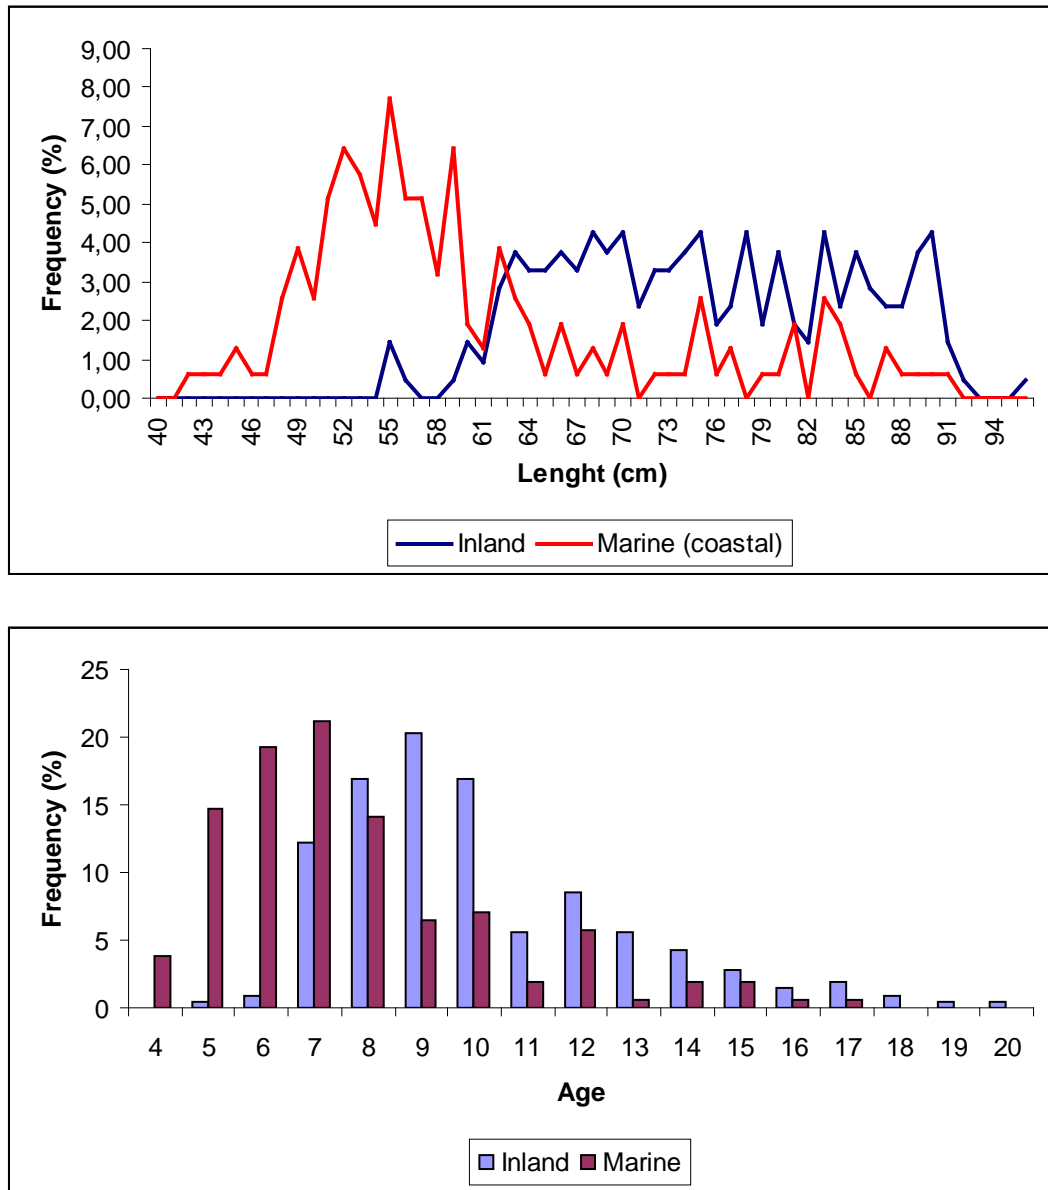 9,00
8,00
7,00
6,00
5,00
4,00
3,00
2,00
1,00
0,00
Frequency (%)
40 43 46 49 52 55 58 61 64 67 70 73 76 79 82 85 88 91 94
Lenght (cm)
Inland Marine (coastal)
25
20
15
10
5
0
Frequency (%)
4 5 6 7 8 9 10 11 12 13 14 15 16 17 18 19 20
Age
Inland Marine